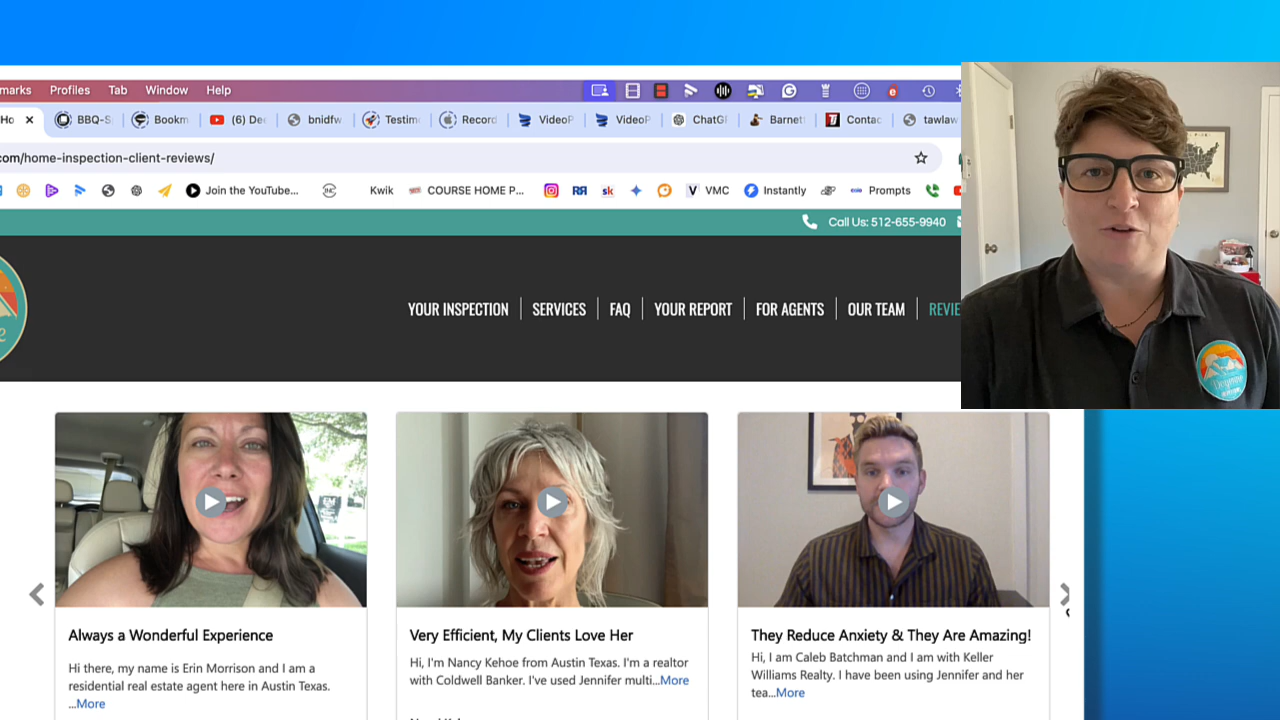 marks Profiles Tab Window Help
Ho BBQ-S Bookm (6) De Testim bnidfw Record VideoP VideoP ChatG Barnet Contac tawlaw
com/home-inspection-client-reviews/
Join the YouTube... Kwik COURSE HOME P... RR sk V VMC Instantly Prompts
Call Us: 512-655-9940
YOUR INSPECTION SERVICES FAQ YOUR REPORT FOR AGENTS OUR TEAM REVIE
Always a Wonderful Experience
Hi there, my name is Erin Morrison and I am a
residential real estate agent here in Austin Texas.
...More
Very Efficient, My Clients Love Her
Hi, I'm Nancy Kehoe from Austin Texas. I'm a realtor
with Coldwell Banker. I've used Jennifer multi...More
They Reduce Anxiety & They Are Amazing!
Hi, I am Caleb Batchman and I am with Keller
Williams Realty. I have been using Jennifer and her
tea...More